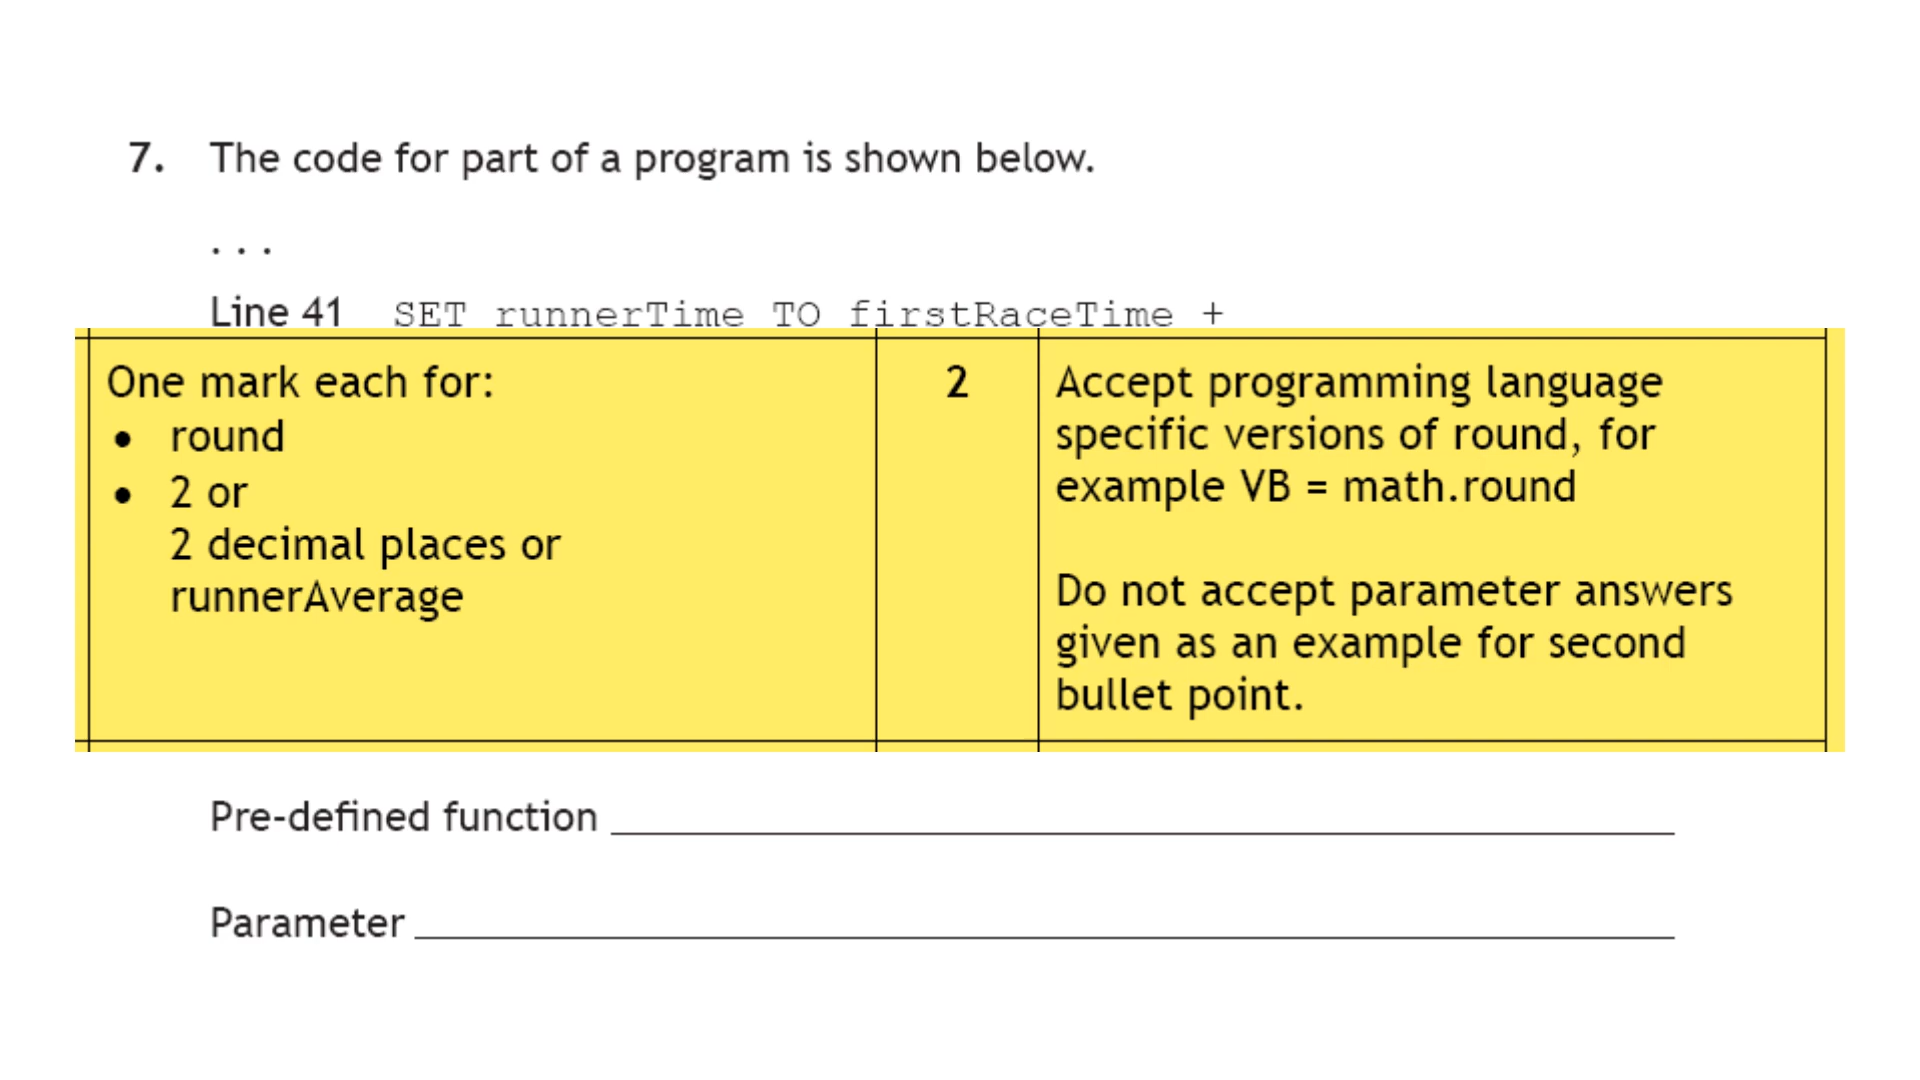 7. The code for part of a program is shown below.
...
Line 41 SET runnerTime TO firstRaceTime +
One mark each for:
• round
• 2 or
2 decimal places or
runnerAverage
2
Accept programming language
specific versions of round, for
example VB = math.round
Do not accept parameter answers
given as an example for second
bullet point.
Pre-defined function
Parameter